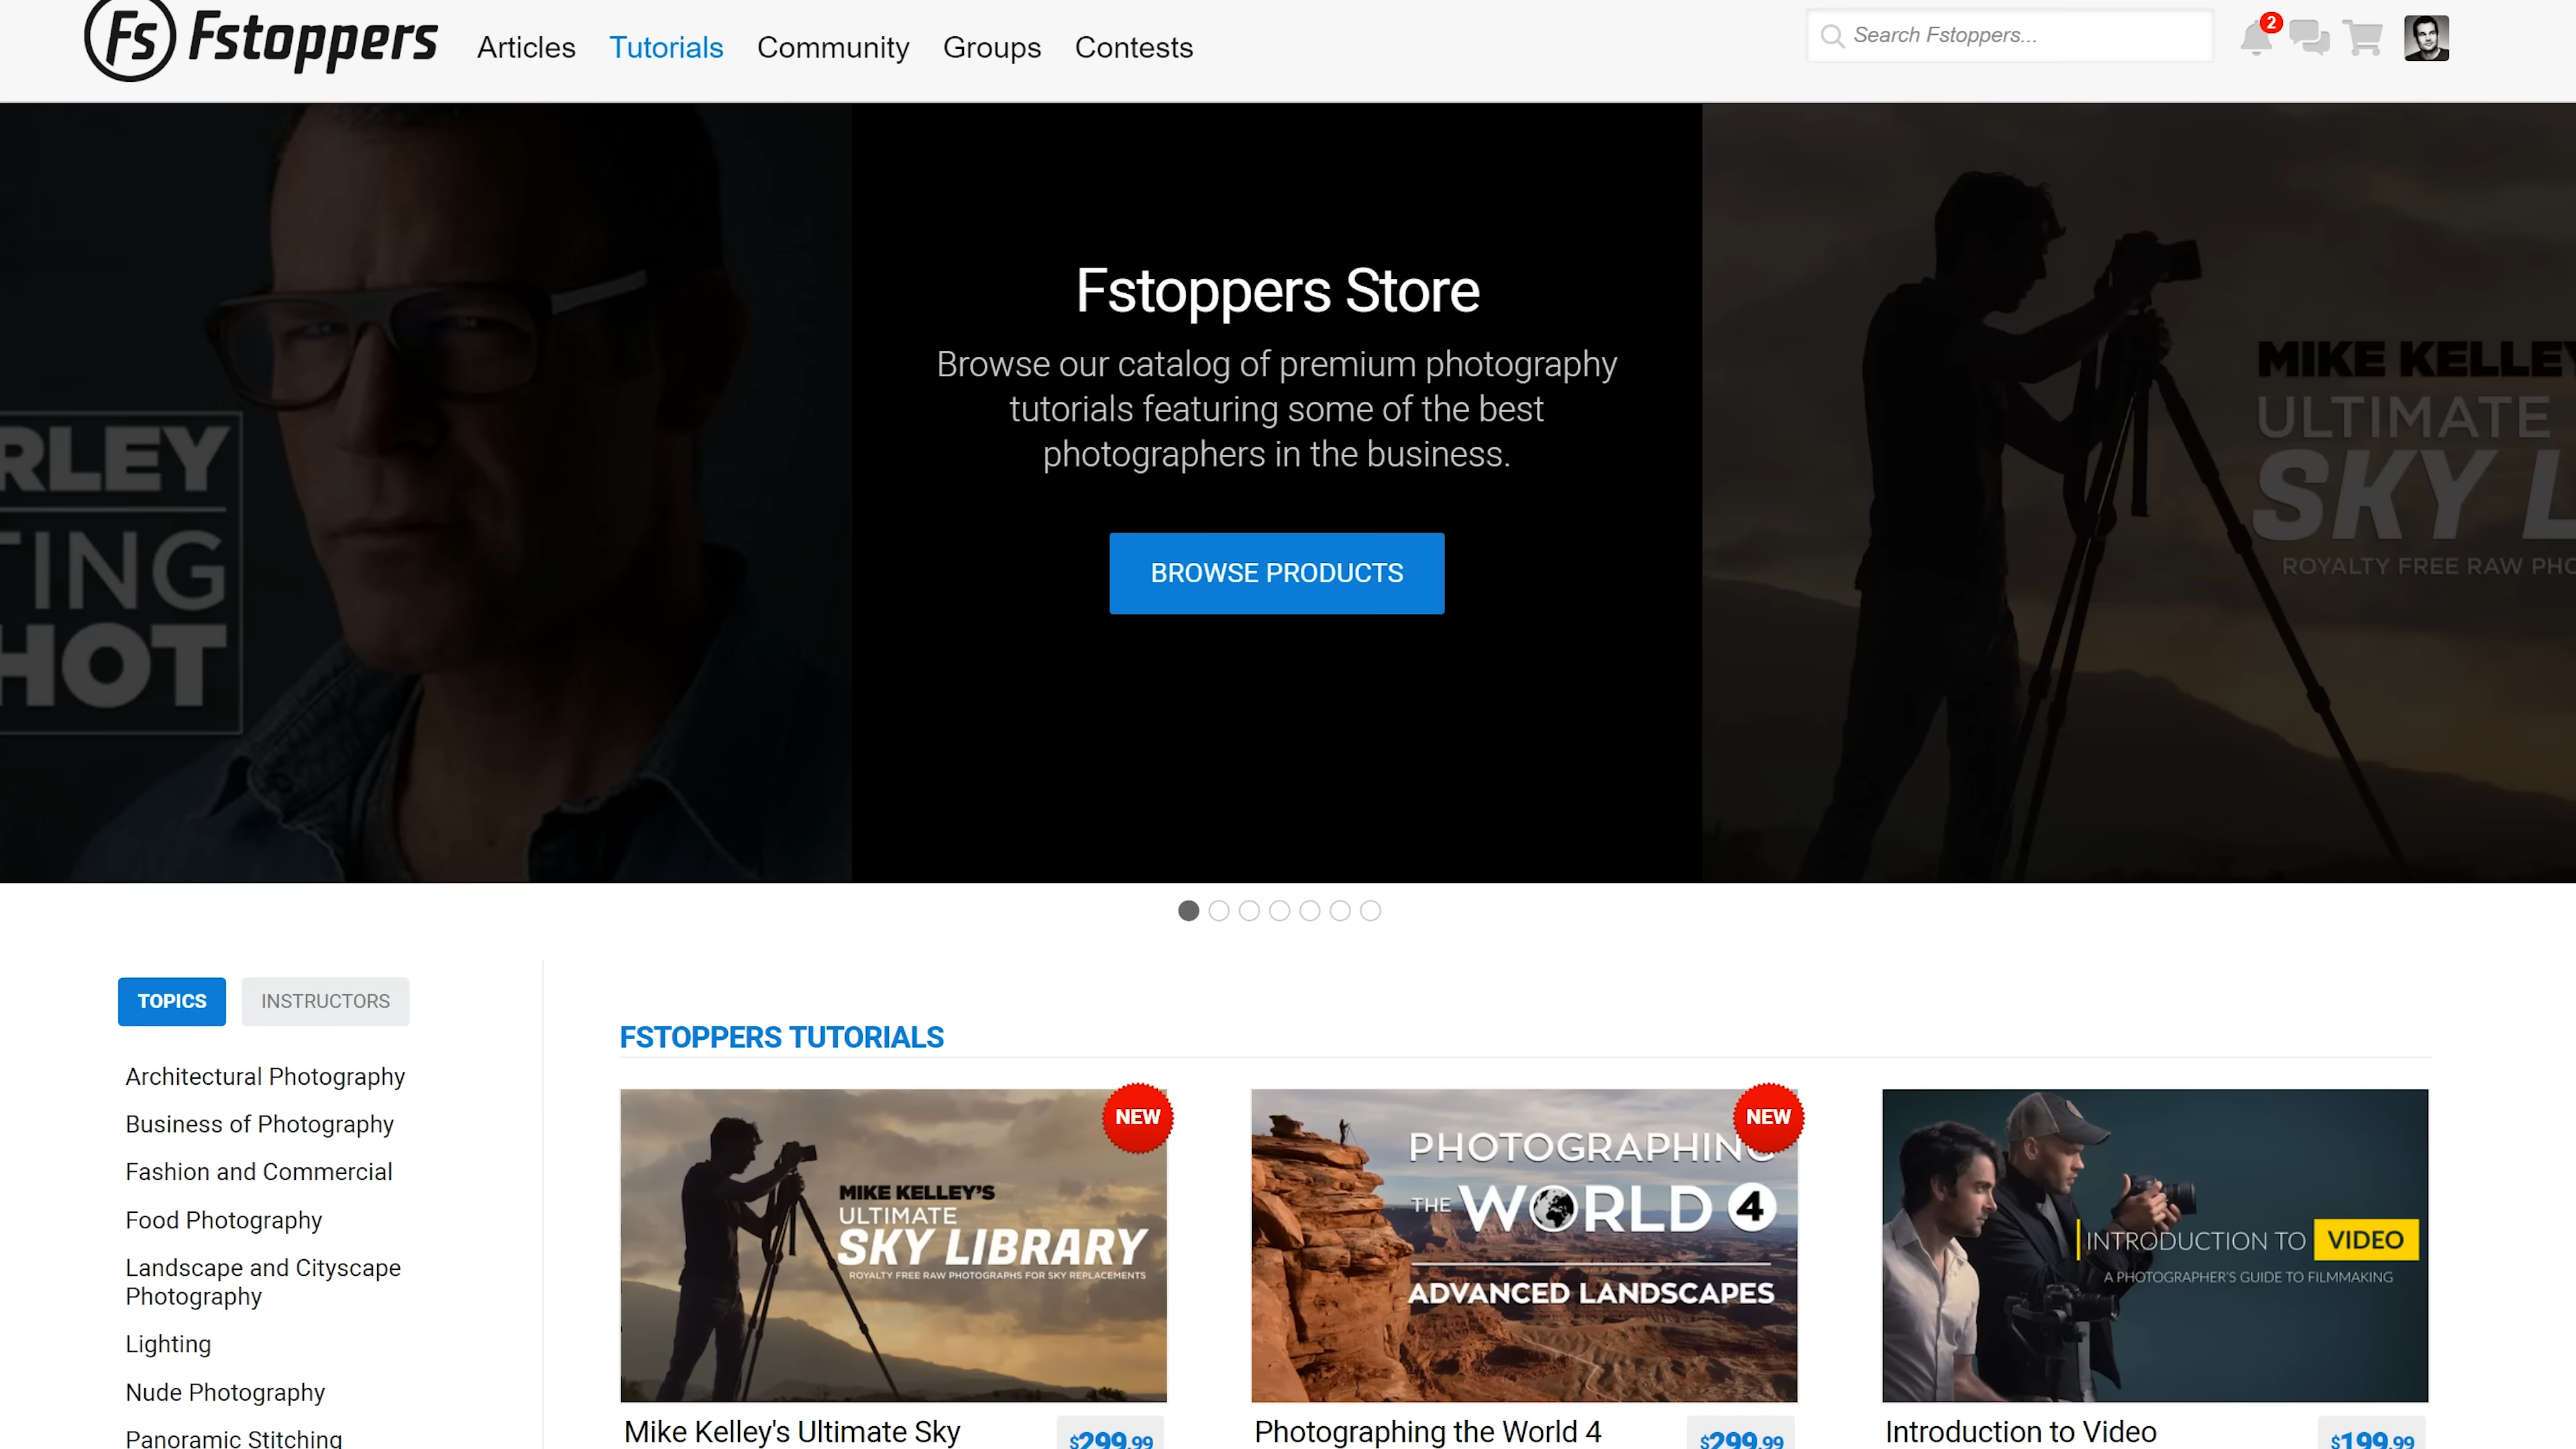 Fs Fstoppers
Articles Tutorials Community Groups Contests
Search Fstoppers...
2
RLEY
TING
HOT
Fstoppers Store
Browse our catalog of premium photography
tutorials featuring some of the best
photographers in the business.
BROWSE PRODUCTS
MIKE KELLEY
ULTIMATE
SKY L
ROYALTY FREE RAW PHO
TOPICS INSTRUCTORS
Architectural Photography
Business of Photography
Fashion and Commercial
Food Photography
Landscape and Cityscape
Photography
Lighting
Nude Photography
Panoramic Stitching
FSTOPPERS TUTORIALS
NEW
MIKE KELLEY'S
ULTIMATE
SKY LIBRARY
ROYALTY FREE RAW PHOTOGRAPHS FOR SKY REPLACEMENTS
Mike Kelley's Ultimate Sky
$299.99
NEW
PHOTOGRAPHING
THE WORLD 4
ADVANCED LANDSCAPES
Photographing the World 4
$299.99
INTRODUCTION TO VIDEO
A PHOTOGRAPHER'S GUIDE TO FILMMAKING
Introduction to Video
$199.99